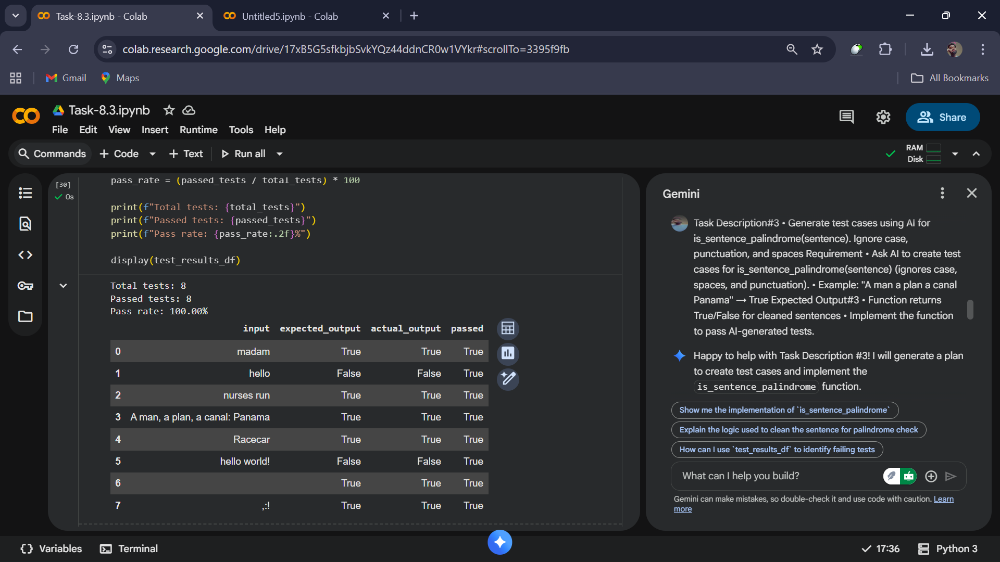 Task-8.3.ipynb - Colab
Untitled5.ipynb - Colab
colab.research.google.com/drive/17xB5G5sfkbjbSvkYQz44ddnCR0w1VYkr#scrollTo=3395f9fb
Gmail
Maps
All Bookmarks
Task-8.3.ipynb
File Edit View Insert Runtime Tools Help
Share
Commands
+ Code
+ Text
Run all
RAM
Disk
[30]
0s
pass_rate = (passed_tests / total_tests) * 100
print(f"Total tests: {total_tests}")
print(f"Passed tests: {passed_tests}")
print(f"Pass rate: {pass_rate:.2f}%")
display(test_results_df)
Total tests: 8
Passed tests: 8
Pass rate: 100.00%
input expected_output actual_output passed
0 madam True True True
1 hello False False True
2 nurses run True True True
3 A man, a plan, a canal: Panama True True True
4 Racecar True True True
5 hello world! False False True
6 True True True
7 ,:! True True True
Gemini
Task Description#3 • Generate test cases using AI for
is_sentence_palindrome(sentence). Ignore case,
punctuation, and spaces Requirement • Ask AI to create test
cases for is_sentence_palindrome(sentence) (ignores case,
spaces, and punctuation). • Example: "A man a plan a canal
Panama" → True Expected Output#3 • Function returns
True/False for cleaned sentences • Implement the function
to pass AI-generated tests.
Happy to help with Task Description #3! I will generate a plan
to create test cases and implement the
is_sentence_palindrome function.
Show me the implementation of `is_sentence_palindrome`
Explain the logic used to clean the sentence for palindrome check
How can I use `test_results_df` to identify failing tests
What can I help you build?
Gemini can make mistakes, so double-check it and use code with caution. Learn
more
{} Variables
Terminal
17:36
Python 3